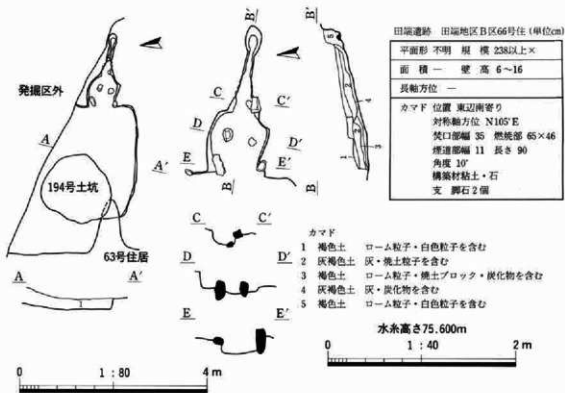 田端遺跡 田端地区B区66号住(単位cm)
平面形 不明 規模 238以上×
面積 ― 壁高 6~16
長軸方位 ―
カマド 位置 東辺南寄り
対称軸方位 N105°E
焚口部幅 35 燃焼部 65×46
煙道部幅 11 長さ 90
角度 10°
構築材粘土・石
支脚石2個
発掘区外
A
A'
194号土坑
63号住居
A
A'
1
0 1:80 4m
B'
C
C'
D
D'
E
E'
B
C C'
D D'
E E'
B'
5
2
4
3
1
B
カマド
1 褐色土 ローム粒子・白色粒子を含む
2 灰褐色土 灰・焼土粒子を含む
3 褐色土 ローム粒子・焼土ブロック・炭化物を含む
4 灰褐色土 灰・炭化物を含む
5 褐色土 ローム粒子・白色粒子を含む
水糸高さ75.600m
0 1:40 2m